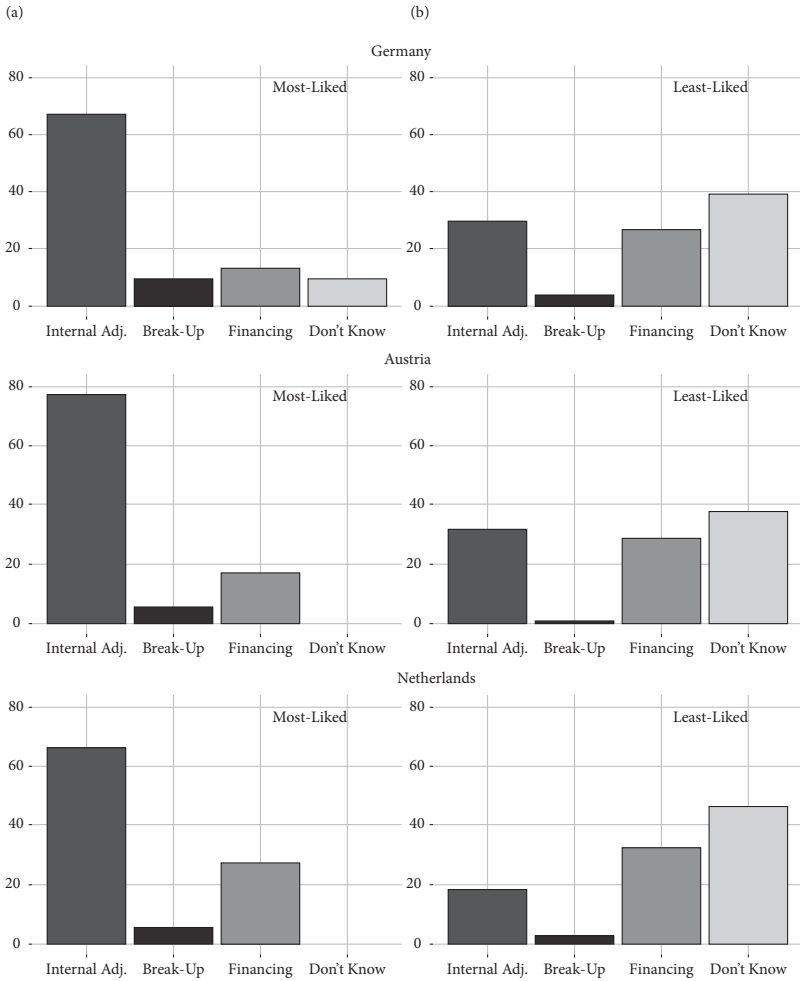 (a) (b)
Germany
80 Most-Liked 80 Least-Liked
60 60
40 40
20 20
0 0
Internal Adj. Break-Up Financing Don’t Know Internal Adj. Break-Up Financing Don’t Know
Austria
80 Most-Liked 80 Least-Liked
60 60
40 40
20 20
0 0
Internal Adj. Break-Up Financing Don’t Know Internal Adj. Break-Up Financing Don’t Know
Netherlands
80 Most-Liked 80 Least-Liked
60 60
40 40
20 20
0 0
Internal Adj. Break-Up Financing Don’t Know Internal Adj. Break-Up Financing Don’t Know